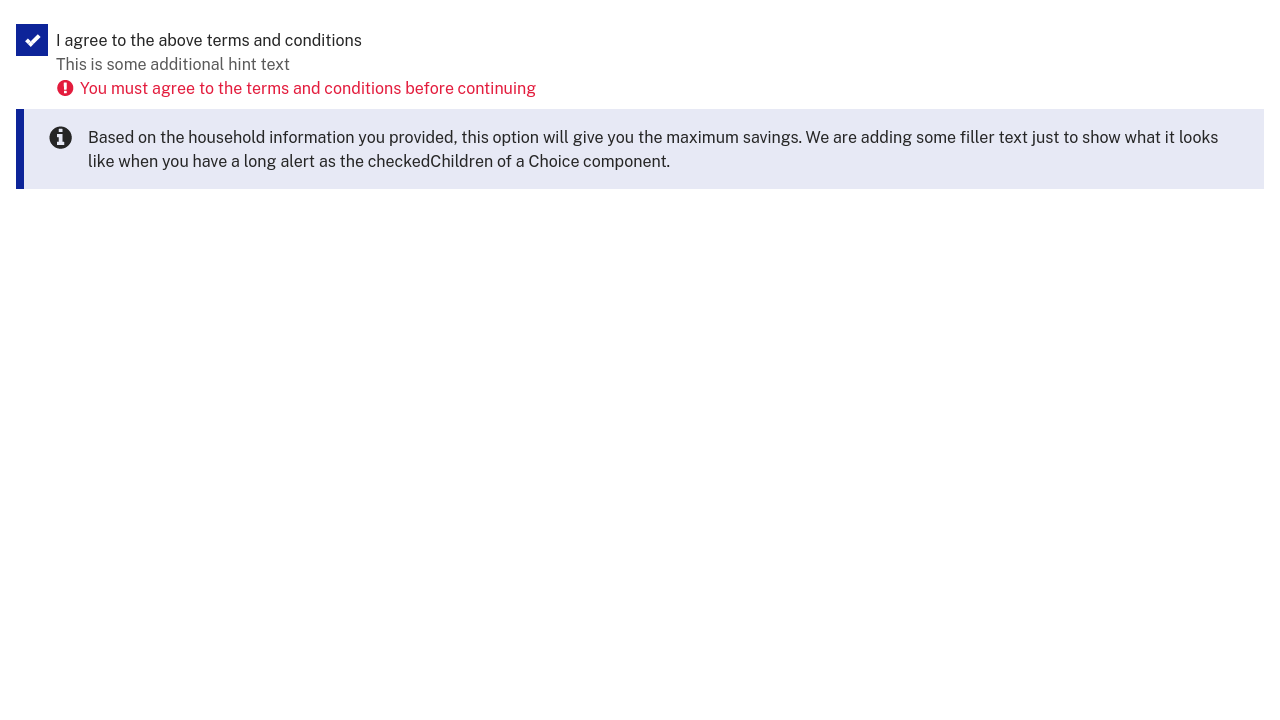 I agree to the above terms and conditions
This is some additional hint text
You must agree to the terms and conditions before continuing
Based on the household information you provided, this option will give you the maximum savings. We are adding some filler text just to show what it looks
like when you have a long alert as the checkedChildren of a Choice component.